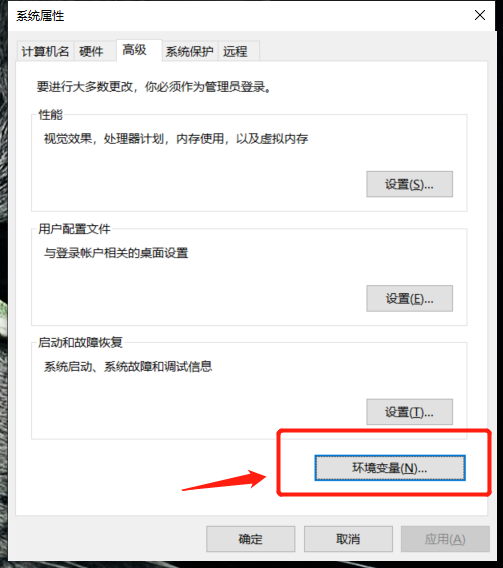 系统属性
计算机名 硬件 高级 系统保护 远程
要进行大多数更改，你必须作为管理员登录。
性能
视觉效果，处理器计划，内存使用，以及虚拟内存
设置(S)...
用户配置文件
与登录帐户相关的桌面设置
设置(E)...
启动和故障恢复
系统启动、系统故障和调试信息
设置(T)...
环境变量(N)...
确定 取消 应用(A)